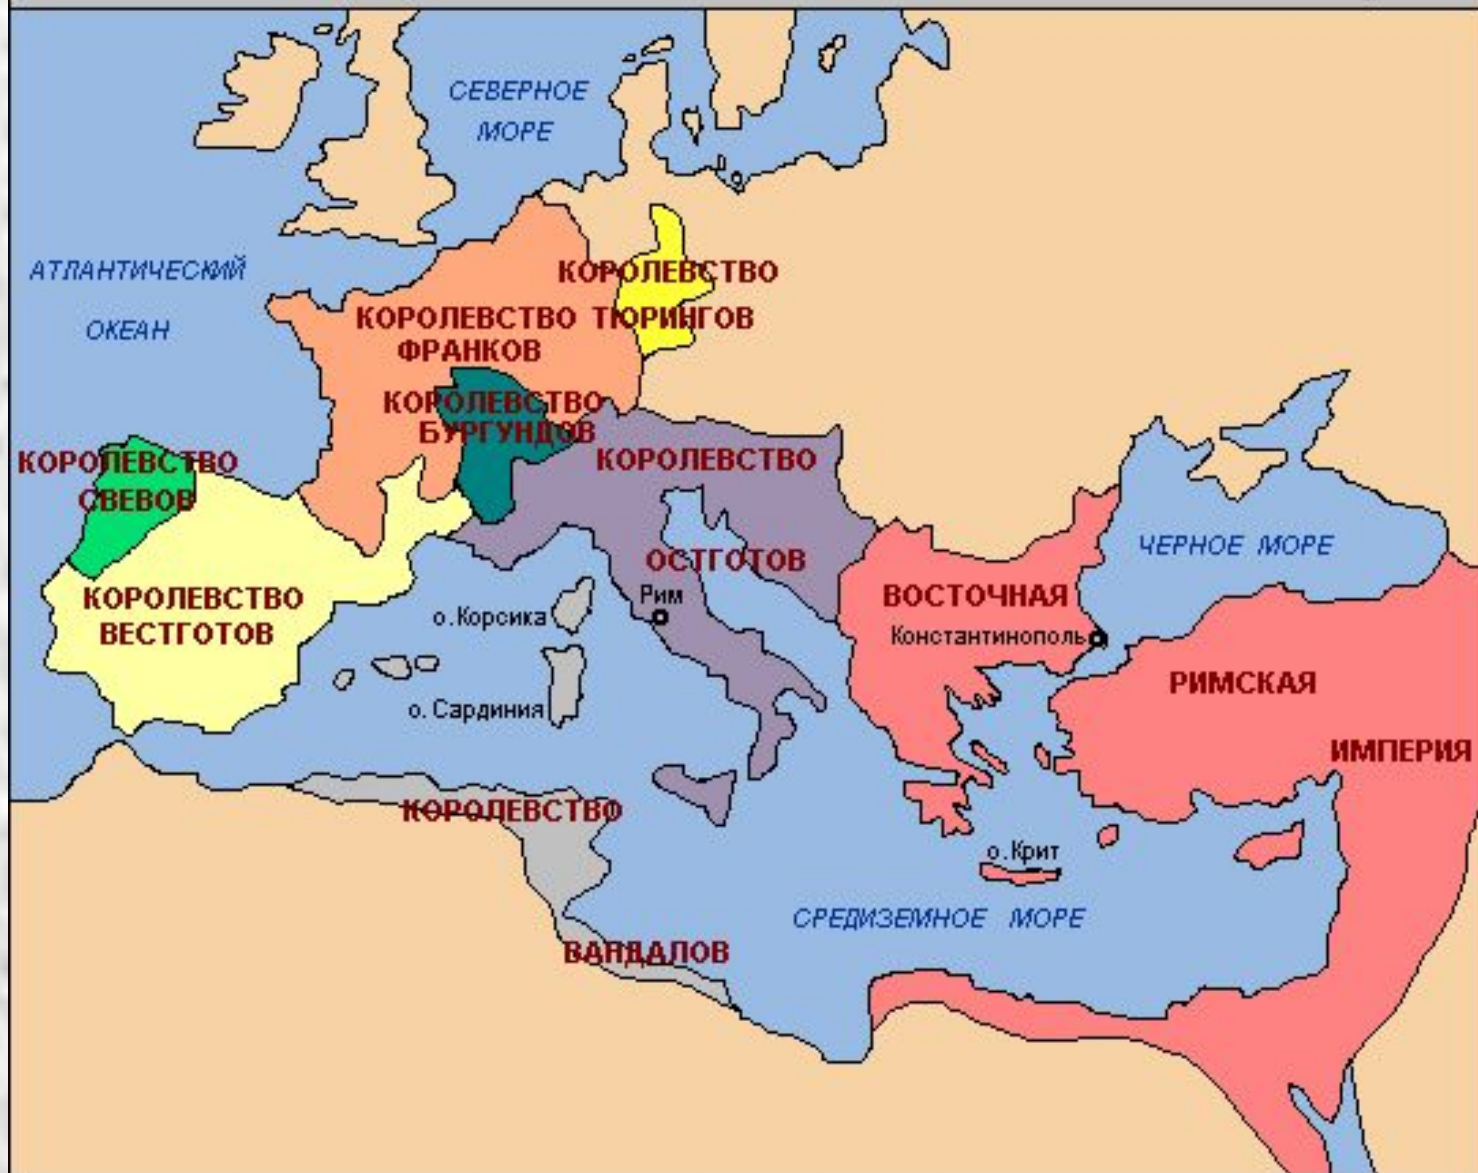 СЕВЕРНОЕ
МОРЕ
АТЛАНТИЧЕСКИЙ
ОКЕАН
КОРОЛЕВСТВО
ТЮРИНГОВ
КОРОЛЕВСТВО
ФРАНКОВ
КОРОЛЕВСТВО
БУРГУНДОВ
КОРОЛЕВСТВО
СВЕВОВ
КОРОЛЕВСТВО
ОСТГОТОВ
ЧЕРНОЕ МОРЕ
КОРОЛЕВСТВО
ВЕСТГОТОВ
о.Корсика
Рим
ВОСТОЧНАЯ
Константинополь
РИМСКАЯ
ИМПЕРИЯ
о. Сардиния
КОРОЛЕВСТВО
ВАНДАЛОВ
о.Крит
СРЕДИЗЕМНОЕ МОРЕ